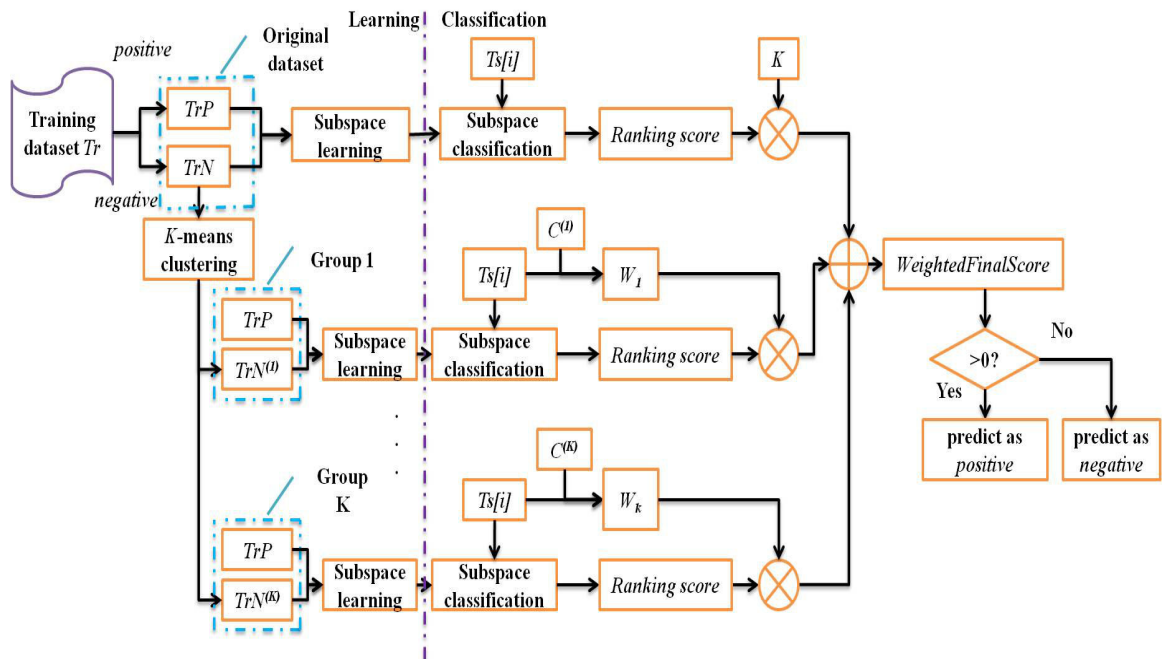 Learning
Classification
positive
Original
dataset
Ts[i]
K
Training
dataset Tr
TrP
TrN
Subspace
learning
Subspace
classification
Ranking score
negative
K-means
clustering
Group 1
C(1)
Ts[i]
W1
WeightedFinalScore
TrP
TrN(1)
Subspace
learning
Subspace
classification
Ranking score
>0?
No
Yes
predict as
positive
predict as
negative
. . .
Group
K
C(K)
Ts[i]
Wk
TrP
TrN(K)
Subspace
learning
Subspace
classification
Ranking score